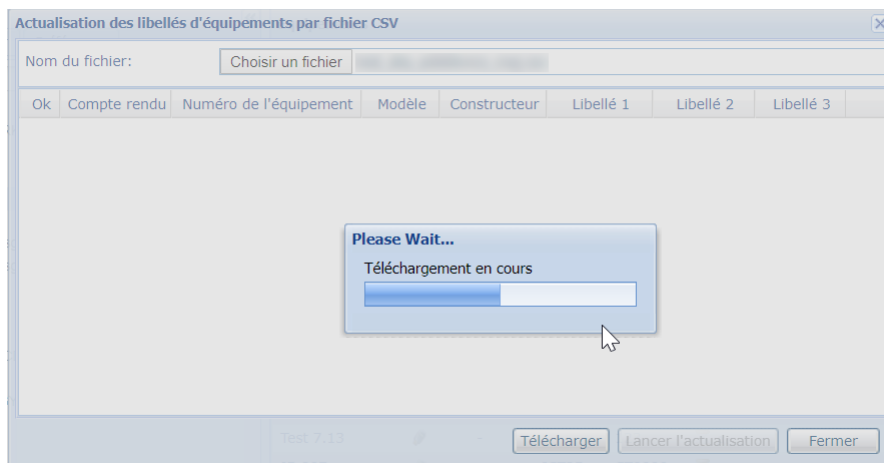 Actualisation des libellés d'équipements par fichier CSV
Nom du fichier: Choisir un fichier
Ok Compte rendu Numéro de l'équipement Modèle Constructeur Libellé 1 Libellé 2 Libellé 3
Please Wait...
Téléchargement en cours
Test 7.13
Télécharger Lancer l'actualisation Fermer